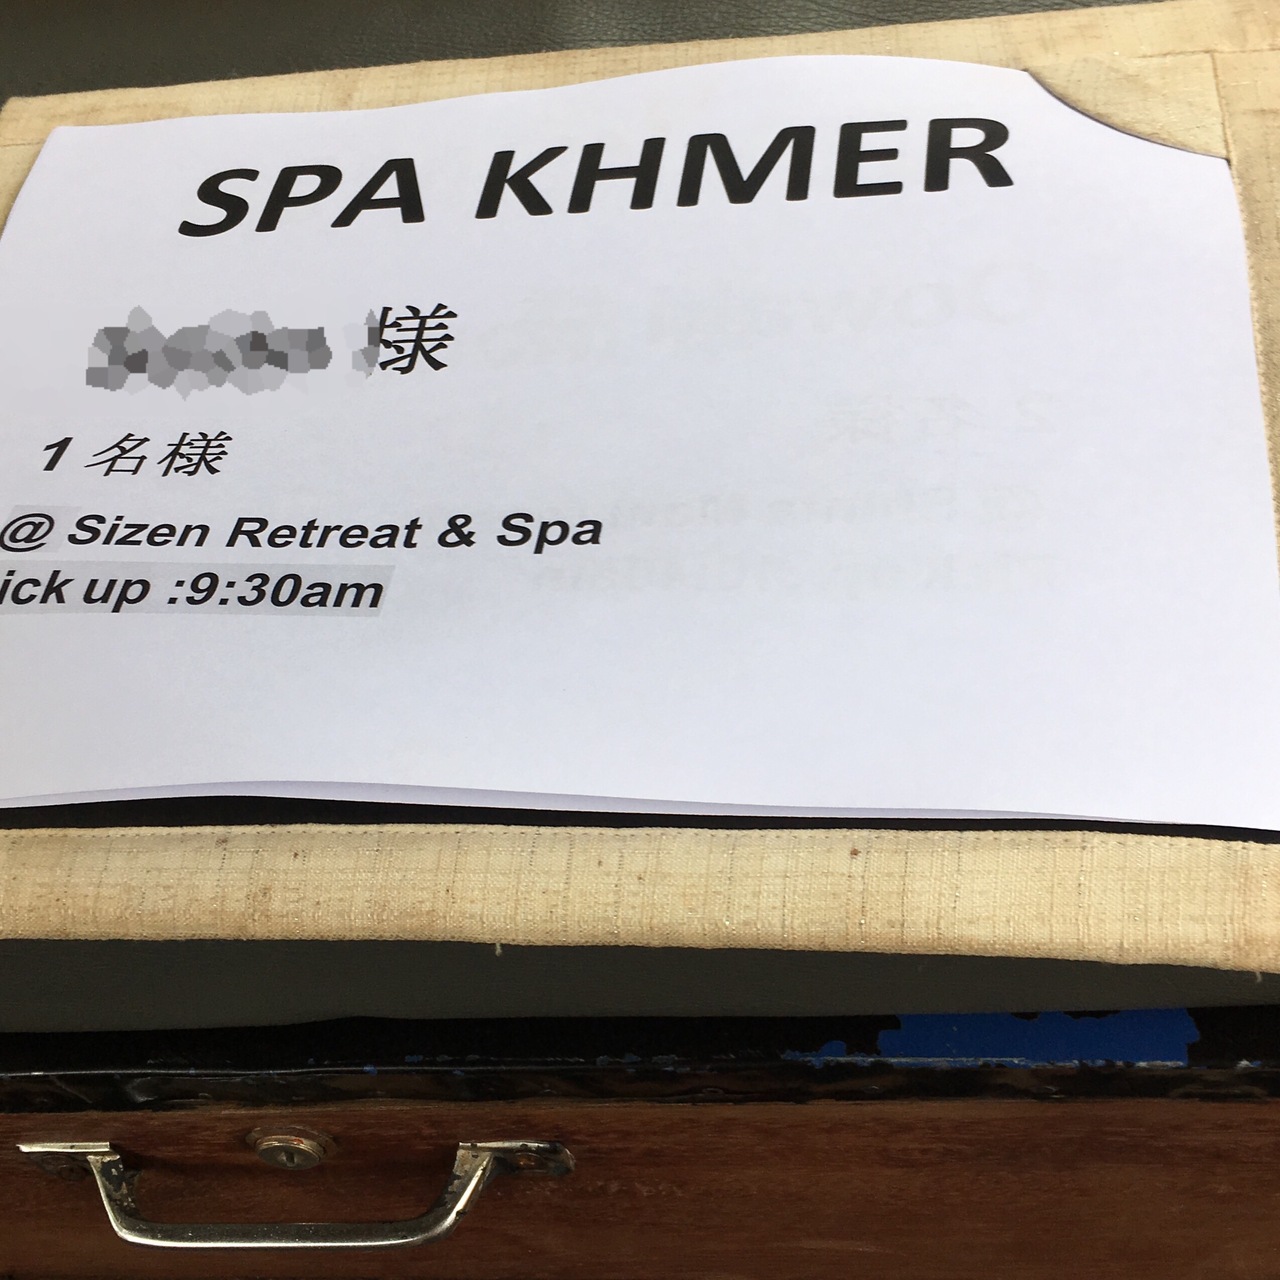 SPA KHMER
様
1 名様
@ Sizen Retreat & Spa
ick up :9:30am